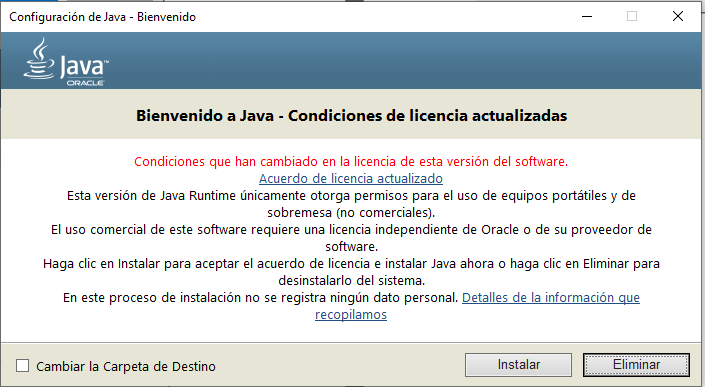 Configuración de Java - Bienvenido
Java™
ORACLE
Bienvenido a Java - Condiciones de licencia actualizadas
Condiciones que han cambiado en la licencia de esta versión del software.
Acuerdo de licencia actualizado
Esta versión de Java Runtime únicamente otorga permisos para el uso de equipos portátiles y de
sobremesa (no comerciales).
El uso comercial de este software requiere una licencia independiente de Oracle o de su proveedor de
software.
Haga clic en Instalar para aceptar el acuerdo de licencia e instalar Java ahora o haga clic en Eliminar para
desinstalarlo del sistema.
En este proceso de instalación no se registra ningún dato personal. Detalles de la información que
recopilamos
Cambiar la Carpeta de Destino
Instalar
Eliminar